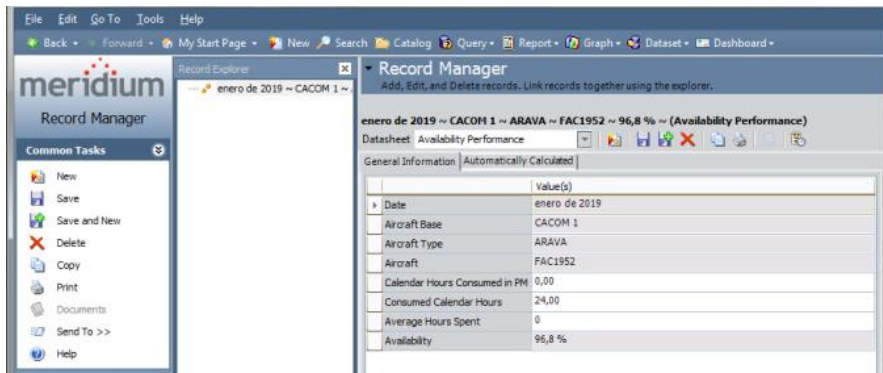 File Edit Go To Tools Help
Back Forward My Start Page New Search Catalog Query Report Graph Dataset Dashboard
meridium
Record Manager
Common Tasks
New
Save
Save and New
Delete
Copy
Print
Documents
Send To >>
Help
Record Explorer
enero de 2019 ~ CACOM 1 ~
Record Manager
Add, Edit, and Delete records. Link records together using the explorer.
enero de 2019 ~ CACOM 1 ~ ARAVA ~ FAC1952 ~ 96,8 % ~ (Availability Performance)
Datasheet Availability Performance
General Information Automatically Calculated
Value(s)
Date enero de 2019
Aircraft Base CACOM 1
Aircraft Type ARAVA
Aircraft FAC1952
Calendar Hours Consumed in PM 0,00
Consumed Calendar Hours 24,00
Average Hours Spent 0
Availability 96,8 %